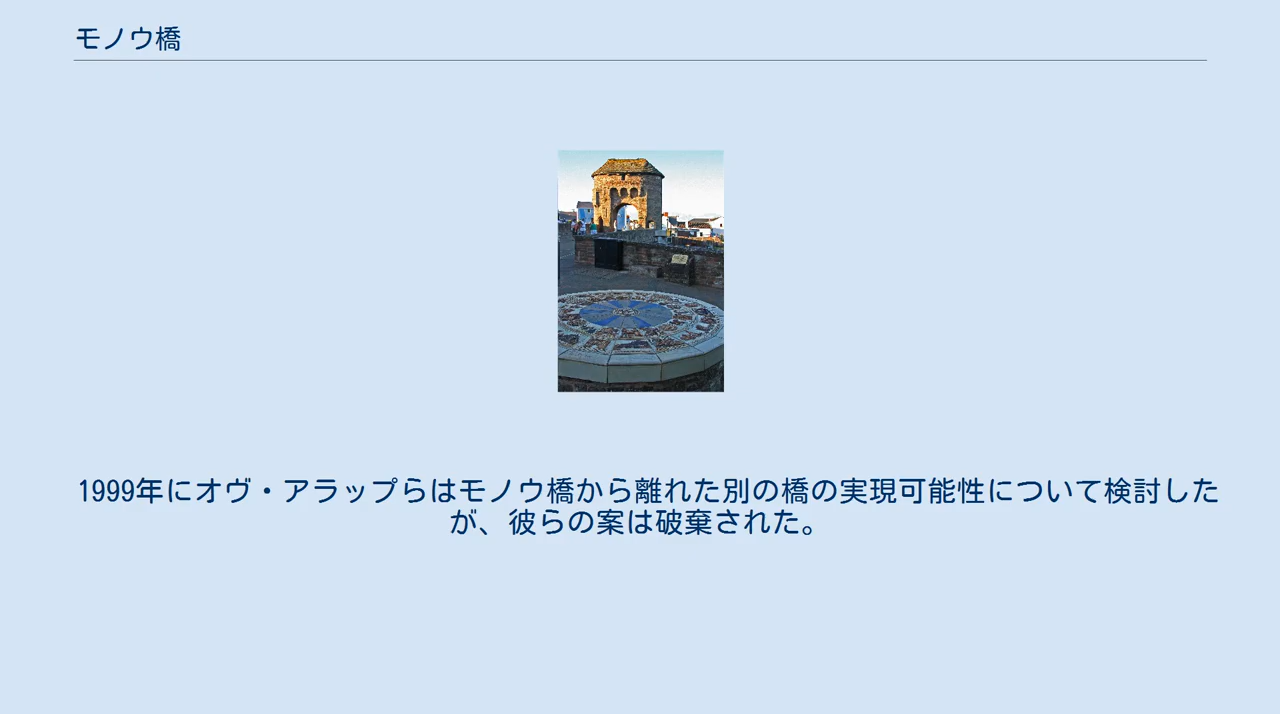 モノウ橋
1999年にオヴ・アラップらはモノウ橋から離れた別の橋の実現可能性について検討した
が、彼らの案は破棄された。